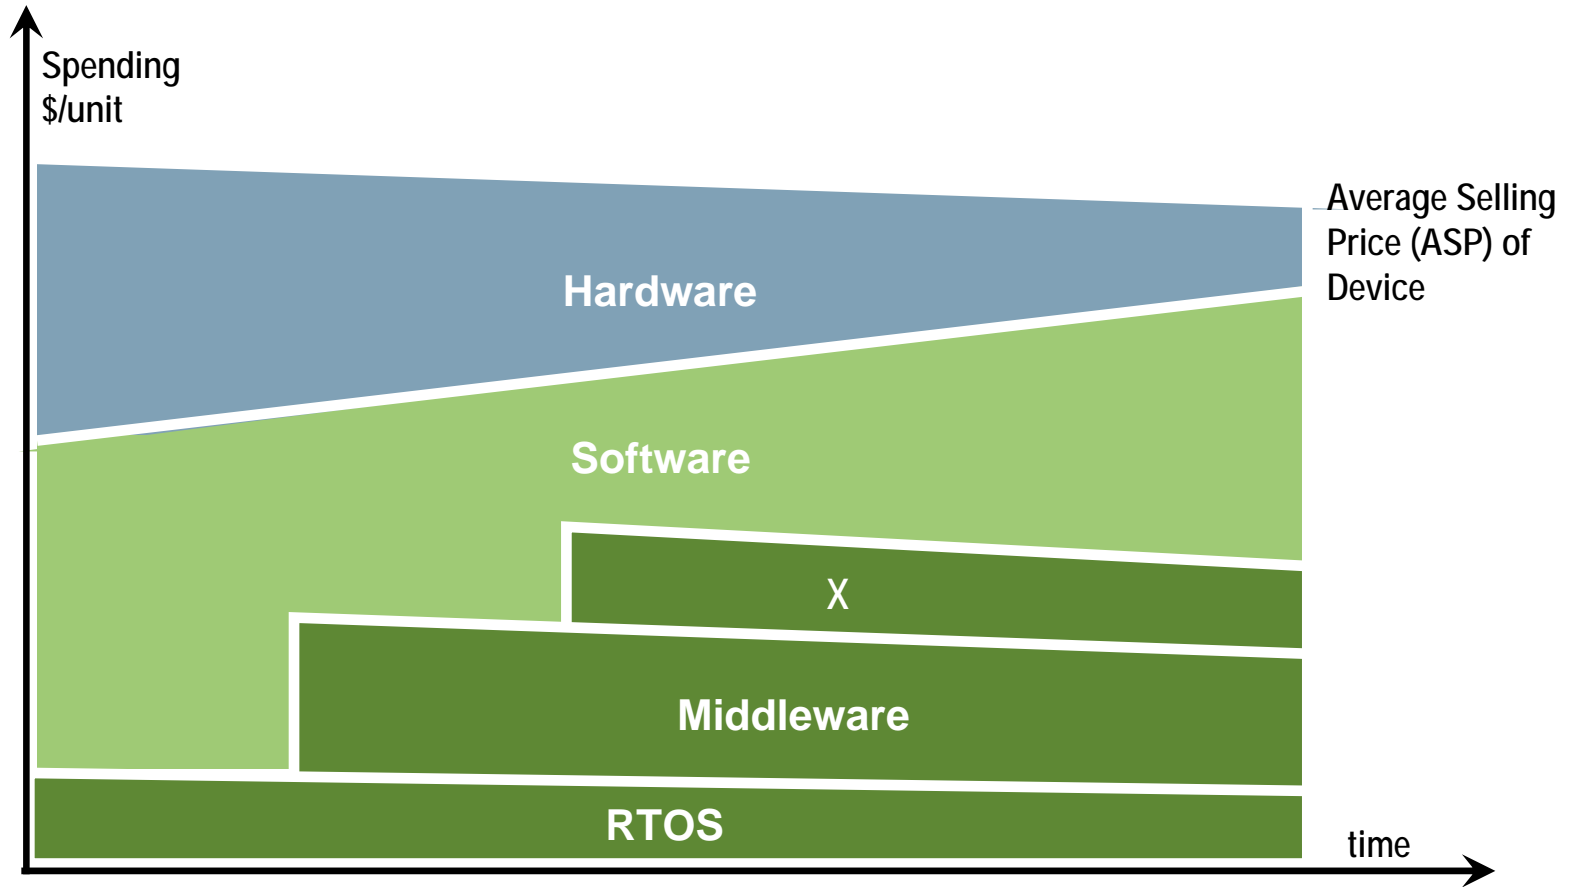 Spending
$/unit
Average Selling
Price (ASP) of
Device
Hardware
Software
X
Middleware
RTOS
time